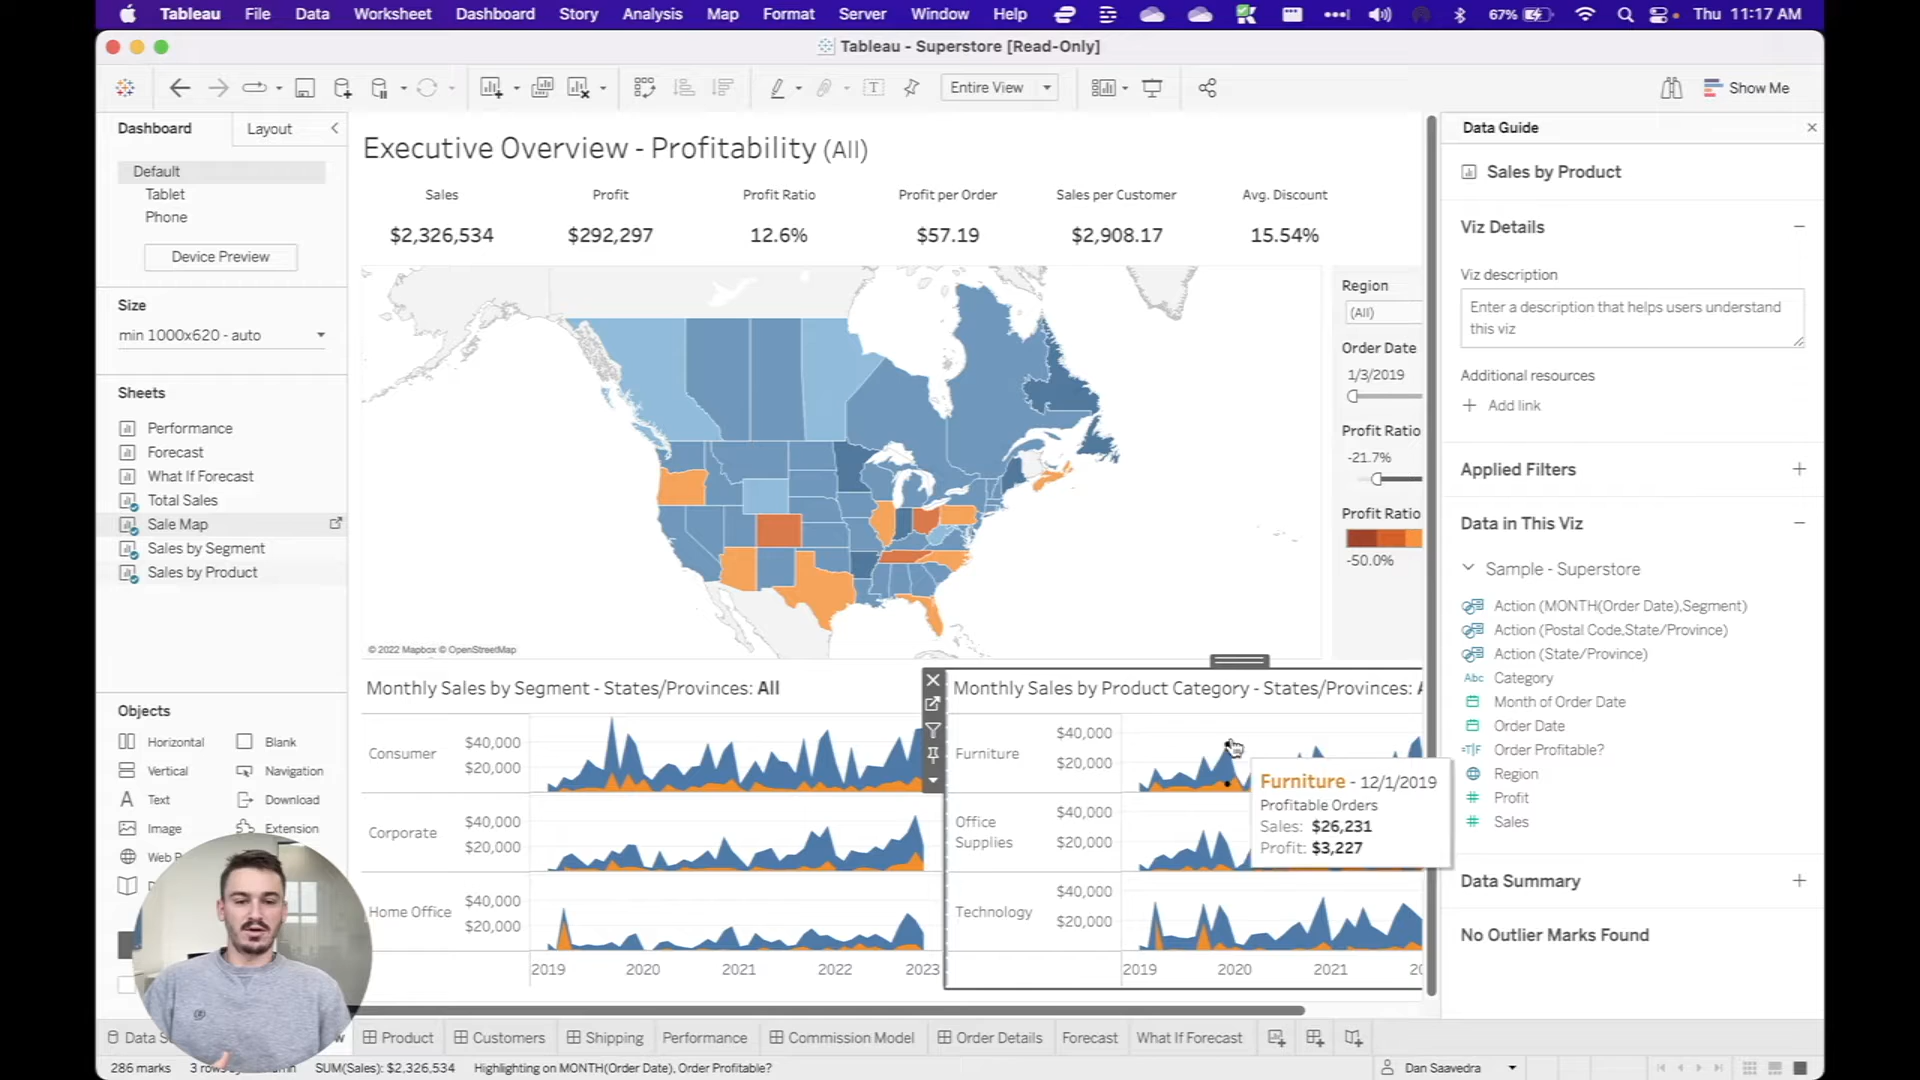 Tableau File Data Worksheet Dashboard Story Analysis Map Format Server Window Help 67% Thu 11:17 AM
Tableau - Superstore [Read-Only]
Entire View
Show Me
Dashboard Layout
Default
Tablet
Phone
Device Preview
Size
min 1000x620 - auto
Sheets
Performance
Forecast
What If Forecast
Total Sales
Sale Map
Sales by Segment
Sales by Product
Objects
Horizontal Blank
Vertical Navigation
Text Download
Image Extension
Web P
Executive Overview - Profitability (All)
Sales Profit Profit Ratio Profit per Order Sales per Customer Avg. Discount
$2,326,534 $292,297 12.6% $57.19 $2,908.17 15.54%
Region
(All)
Order Date
1/3/2019
Profit Ratio
-21.7%
Profit Ratio
-50.0%
© 2022 Mapbox © OpenStreetMap
Monthly Sales by Segment - States/Provinces: All
Consumer $40,000
$20,000
Corporate $40,000
$20,000
Home Office $40,000
$20,000
2019 2020 2021 2022 2023
Monthly Sales by Product Category - States/Provinces: A
Furniture $40,000
$20,000
Office Supplies $40,000
$20,000
Technology $40,000
$20,000
2019 2020 2021 20
Furniture - 12/1/2019
Profitable Orders
Sales: $26,231
Profit: $3,227
Data Guide
Sales by Product
Viz Details
Viz description
Enter a description that helps users understand
this viz
Additional resources
Add link
Applied Filters
Data in This Viz
Sample - Superstore
Action (MONTH(Order Date),Segment)
Action (Postal Code,State/Province)
Action (State/Province)
Abc Category
Month of Order Date
Order Date
=T|F Order Profitable?
Region
# Profit
# Sales
Data Summary
No Outlier Marks Found
Data S w Product Customers Shipping Performance Commission Model Order Details Forecast What If Forecast
286 marks 3 rows SUM(Sales): $2,326,534 Highlighting on MONTH(Order Date), Order Profitable? Dan Saavedra